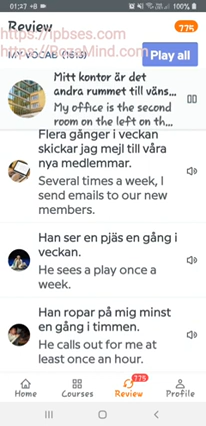 01:27
https://ipbses.com
Review
775
https://RozaMind.com
MY VOCAB (1613)
Play all
Mitt kontor är det
andra rummet till väns...
My office is the second
room on the left on th...
Flera gånger i veckan
skickar jag mejl till våra
nya medlemmar.
Several times a week, I
send emails to our new
members.
Han ser en pjäs en gång i
veckan.
He sees a play once a
week.
Han ropar på mig minst
en gång i timmen.
He calls out for me at
least once an hour.
775
Home Courses Review Profile